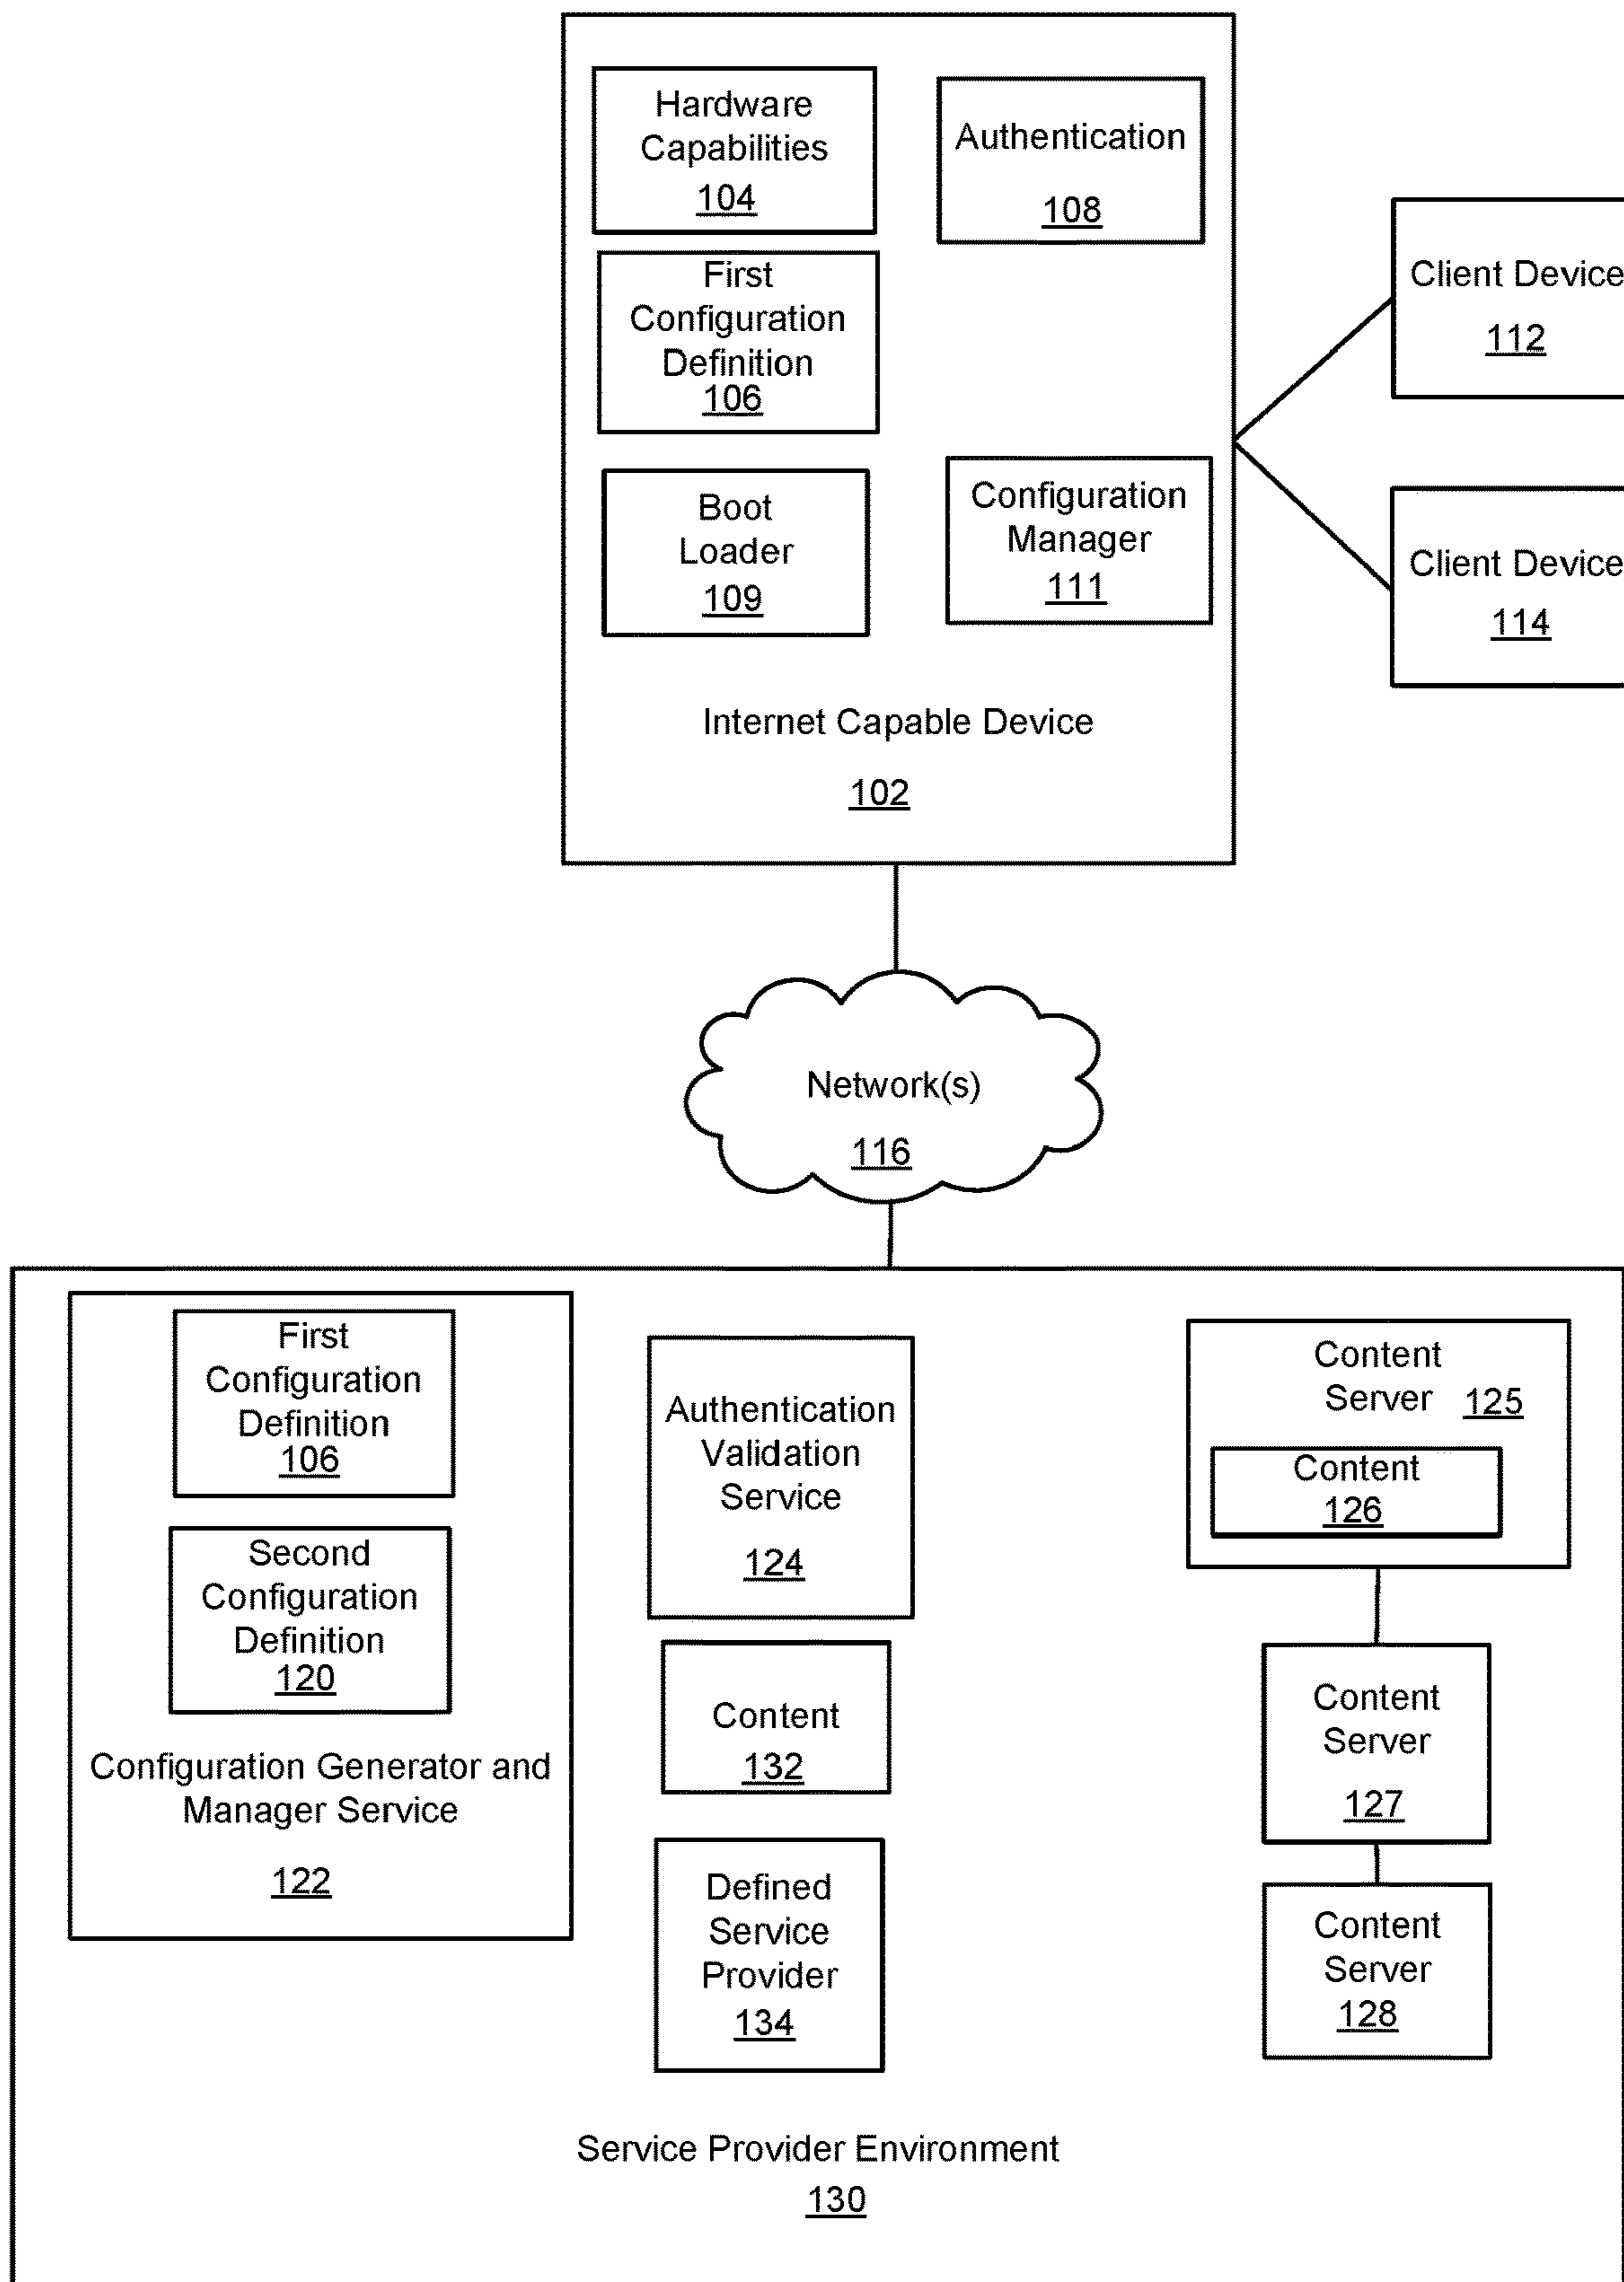 Hardware
Capabilities
104
Authentication
108
First
Configuration
Definition
106
Boot
Loader
109
Configuration
Manager
111
Internet Capable Device
102
Client Device
112
Client Device
114
Network(s)
116
First
Configuration
Definition
106
Second
Configuration
Definition
120
Configuration Generator and
Manager Service
122
Authentication
Validation
Service
124
Content
132
Defined
Service
Provider
134
Content
Server 125
Content
126
Content
Server
127
Content
Server
128
Service Provider Environment
130